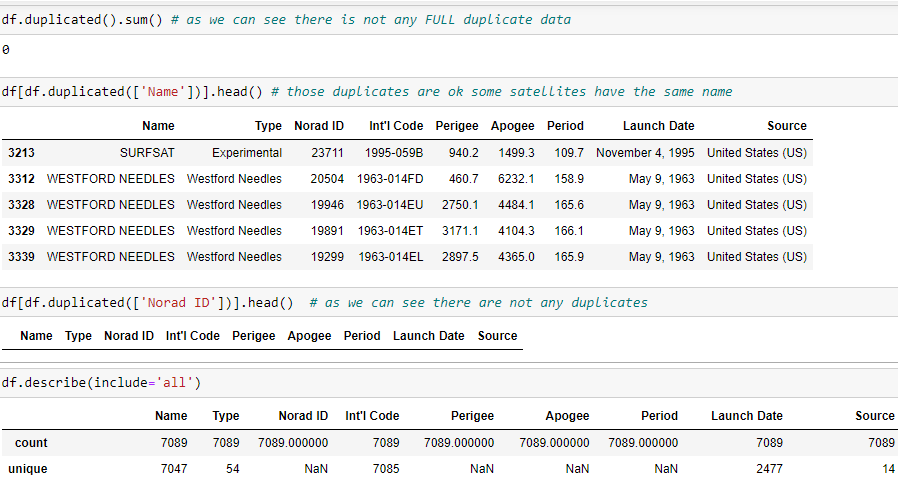 df.duplicated().sum() # as we can see there is not any FULL duplicate data
0
df[df.duplicated(['Name'])].head() # those duplicates are ok some satellites have the same name
Name Type Norad ID Int'l Code Perigee Apogee Period Launch Date Source
3213 SURFSAT Experimental 23711 1995-059B 940.2 1499.3 109.7 November 4, 1995 United States (US)
3312 WESTFORD NEEDLES Westford Needles 20504 1963-014FD 460.7 6232.1 158.9 May 9, 1963 United States (US)
3328 WESTFORD NEEDLES Westford Needles 19946 1963-014EU 2750.1 4484.1 165.6 May 9, 1963 United States (US)
3329 WESTFORD NEEDLES Westford Needles 19891 1963-014ET 3171.1 4104.3 166.1 May 9, 1963 United States (US)
3339 WESTFORD NEEDLES Westford Needles 19299 1963-014EL 2897.5 4365.0 165.9 May 9, 1963 United States (US)
df[df.duplicated(['Norad ID'])].head()  # as we can see there are not any duplicates
Name Type Norad ID Int'l Code Perigee Apogee Period Launch Date Source
df.describe(include='all')
Name Type Norad ID Int'l Code Perigee Apogee Period Launch Date Source
count 7089 7089 7089.000000 7089 7089.000000 7089.000000 7089.000000 7089 7089
unique 7047 54 NaN 7085 NaN NaN NaN 2477 14